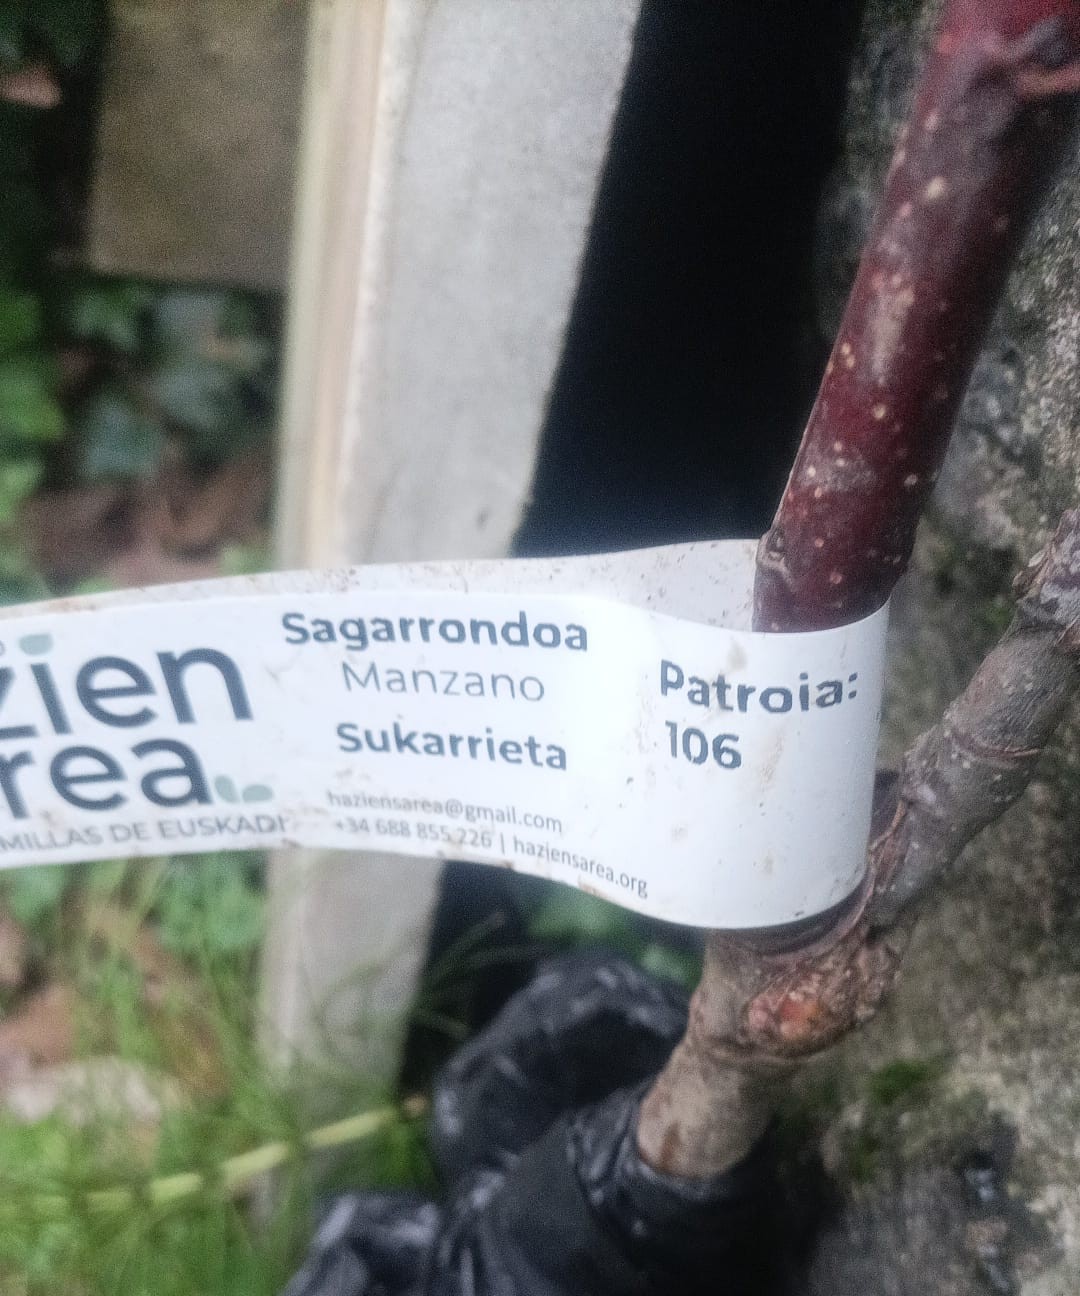 zien
rea
MILLAS DE EUSKADI
Sagarrondoa
Manzano
Sukarrieta
haziensarea@gmail.com
+34 688 855 226 | haziensarea.org
Patroia:
106